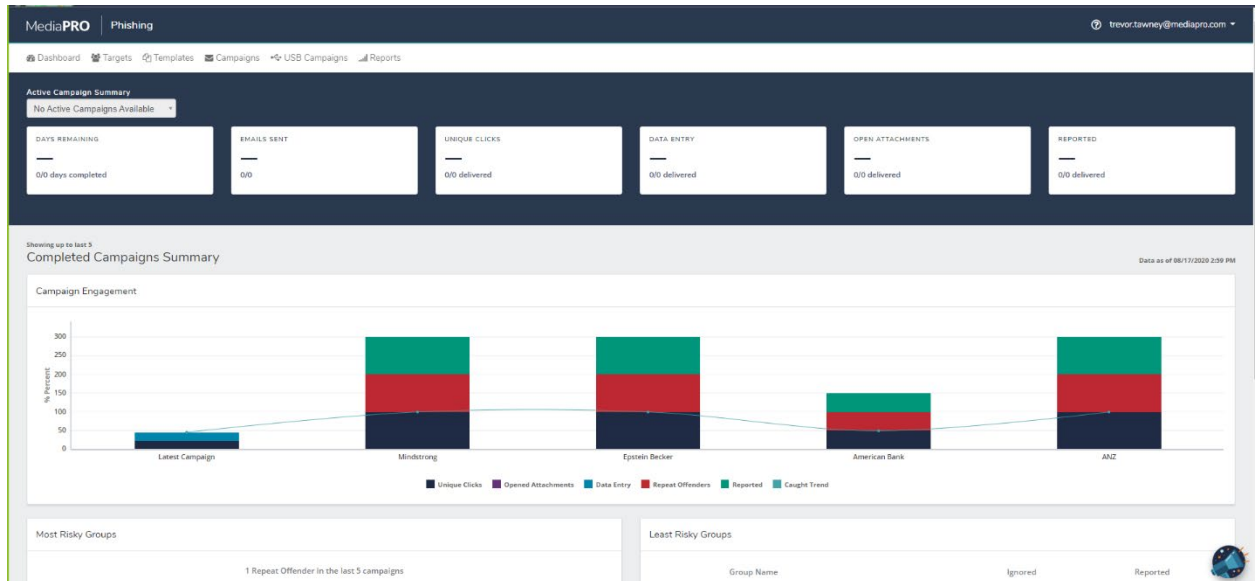 MediaPRO | Phishing
trevor.tawney@mediapro.com
Dashboard Targets Templates Campaigns USB Campaigns Reports
Active Campaign Summary
No Active Campaigns Available
DAYS REMAINING
—
0/0 days completed
EMAILS SENT
—
0/0
UNIQUE CLICKS
—
0/0 delivered
DATA ENTRY
—
0/0 delivered
OPEN ATTACHMENTS
—
0/0 delivered
REPORTED
—
0/0 delivered
Showing up to last 5
Completed Campaigns Summary
Data as of 08/17/2020 2:59 PM
Campaign Engagement
% Percent
300
250
200
150
100
50
0
Latest Campaign Mindstrong Epstein Becker American Bank ANZ
Unique Clicks Opened Attachments Data Entry Repeat Offenders Reported Caught Trend
Most Risky Groups
1 Repeat Offender in the last 5 campaigns
Least Risky Groups
Group Name Ignored Reported